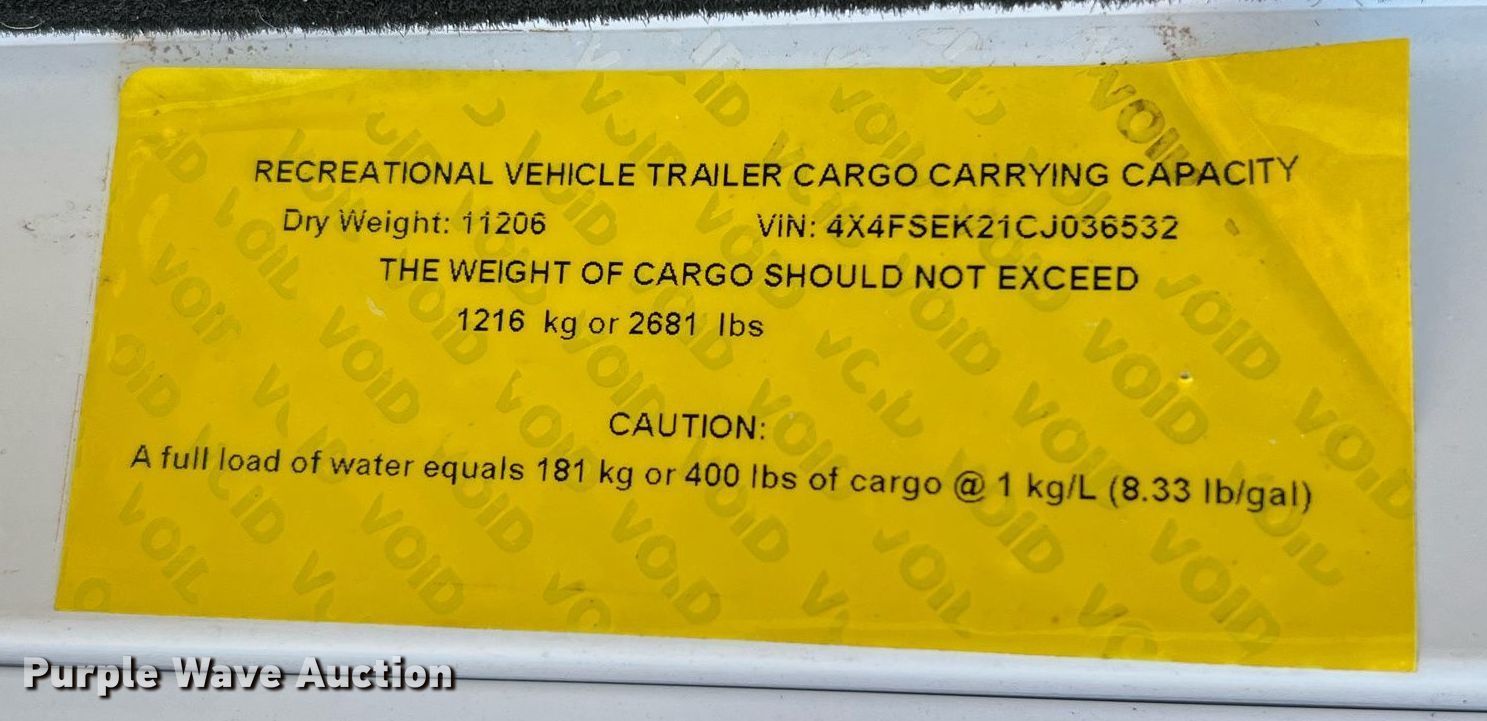 RECREATIONAL VEHICLE TRAILER CARGO CARRYING CAPACITY
Dry Weight: 11206 VIN: 4X4FSEK21CJ036532
THE WEIGHT OF CARGO SHOULD NOT EXCEED
1216 kg or 2681 lbs
CAUTION:
A full load of water equals 181 kg or 400 lbs of cargo @ 1 kg/L (8.33 lb/gal)
Purple Wave Auction